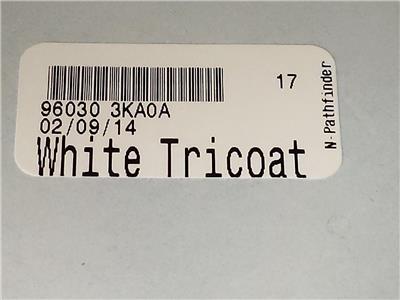 17
96030 3KA0A
02/09/14
White Tricoat
N-Pathfinder